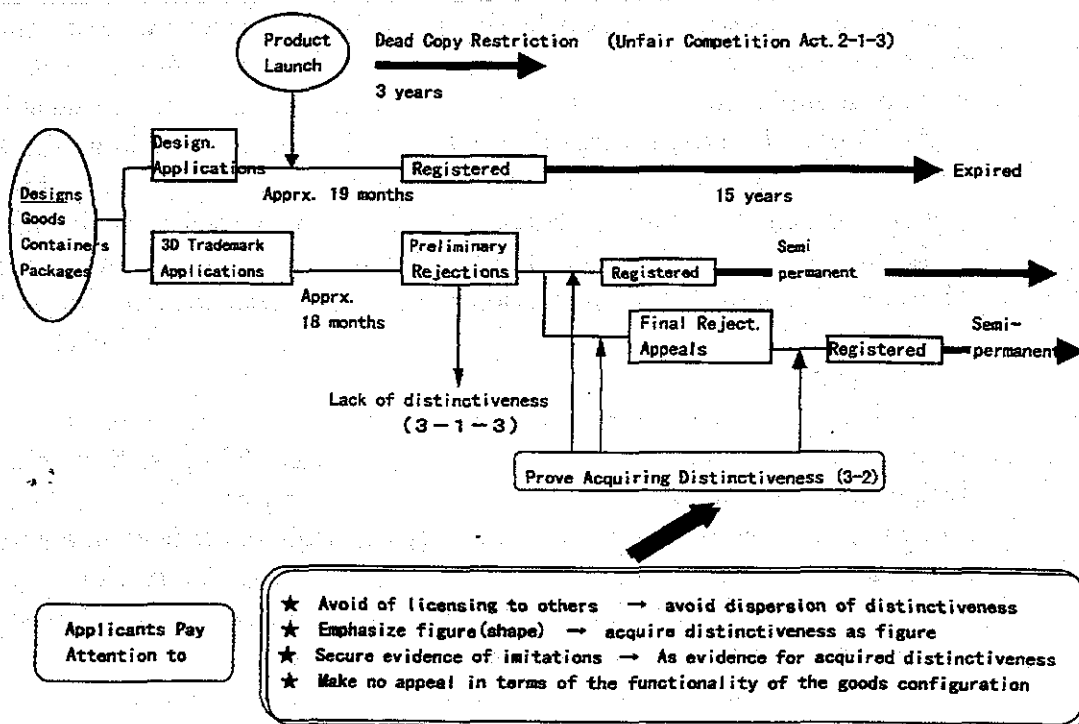 Product
Launch
Dead Copy Restriction (Unfair Competition Act. 2-1-3)
3 years
Design.
Applications
Apprx. 19 months
Registered
15 years
Expired
Designs
Goods
Containers
Packages
3D Trademark
Applications
Apprx.
18 months
Preliminary
Rejections
Registered
Semi
permanent
Final Reject.
Appeals
Registered
Semi-
permanent
Lack of distinctiveness
(3-1-3)
Prove Acquiring Distinctiveness (3-2)
Applicants Pay
Attention to
★ Avoid of licensing to others → avoid dispersion of distinctiveness
★ Emphasize figure(shape) → acquire distinctiveness as figure
★ Secure evidence of imitations → As evidence for acquired distinctiveness
★ Make no appeal in terms of the functionality of the goods configuration